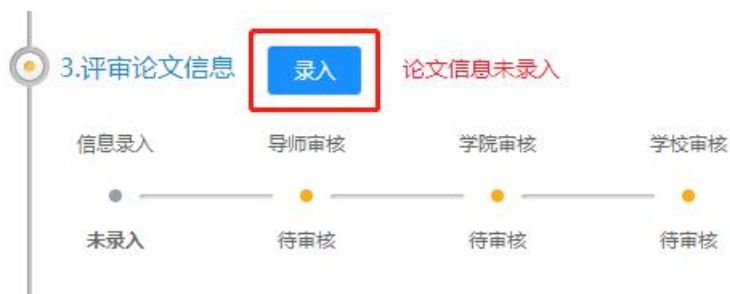 3.评审论文信息 录入 论文信息未录入
信息录入 导师审核 学院审核 学校审核
未录入 待审核 待审核 待审核